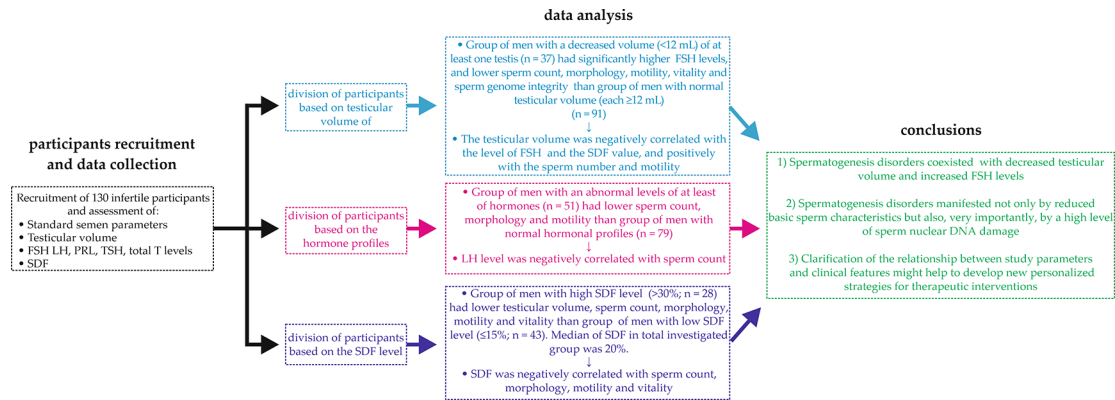 data analysis
participants recruitment
and data collection
Recruitment of 130 infertile participants
and assessment of:
• Standard semen parameters
• Testicular volume
• FSH LH, PRL, TSH, total T levels
• SDF
division of participants
based on testicular
volume of
• Group of men with a decreased volume (<12 mL) of at
least one testis (n = 37) had significantly higher FSH levels,
and lower sperm count, morphology, motility, vitality and
sperm genome integrity than group of men with normal
testicular volume (each ≥12 mL)
(n = 91)
↓
• The testicular volume was negatively correlated with
the level of FSH and the SDF value, and positively
with the sperm number and motility
division of participants
based on the
hormone profiles
• Group of men with an abnormal levels of at least
of hormones (n = 51) had lower sperm count,
morphology and motility than group of men with
normal hormonal profiles (n = 79)
↓
• LH level was negatively correlated with sperm count
division of participants
based on the SDF level
• Group of men with high SDF level (>30%; n = 28)
had lower testicular volume, sperm count, morphology,
motility and vitality than group of men with low SDF
level (≤15%; n = 43). Median of SDF in total investigated
group was 20%.
↓
• SDF was negatively correlated with sperm count,
morphology, motility and vitality
conclusions
1) Spermatogenesis disorders coexisted with decreased testicular
volume and increased FSH levels
2) Spermatogenesis disorders manifested not only by reduced
basic sperm characteristics but also, very importantly, by a high level
of sperm nuclear DNA damage
3) Clarification of the relationship between study parameters
and clinical features might help to develop new personalized
strategies for therapeutic interventions